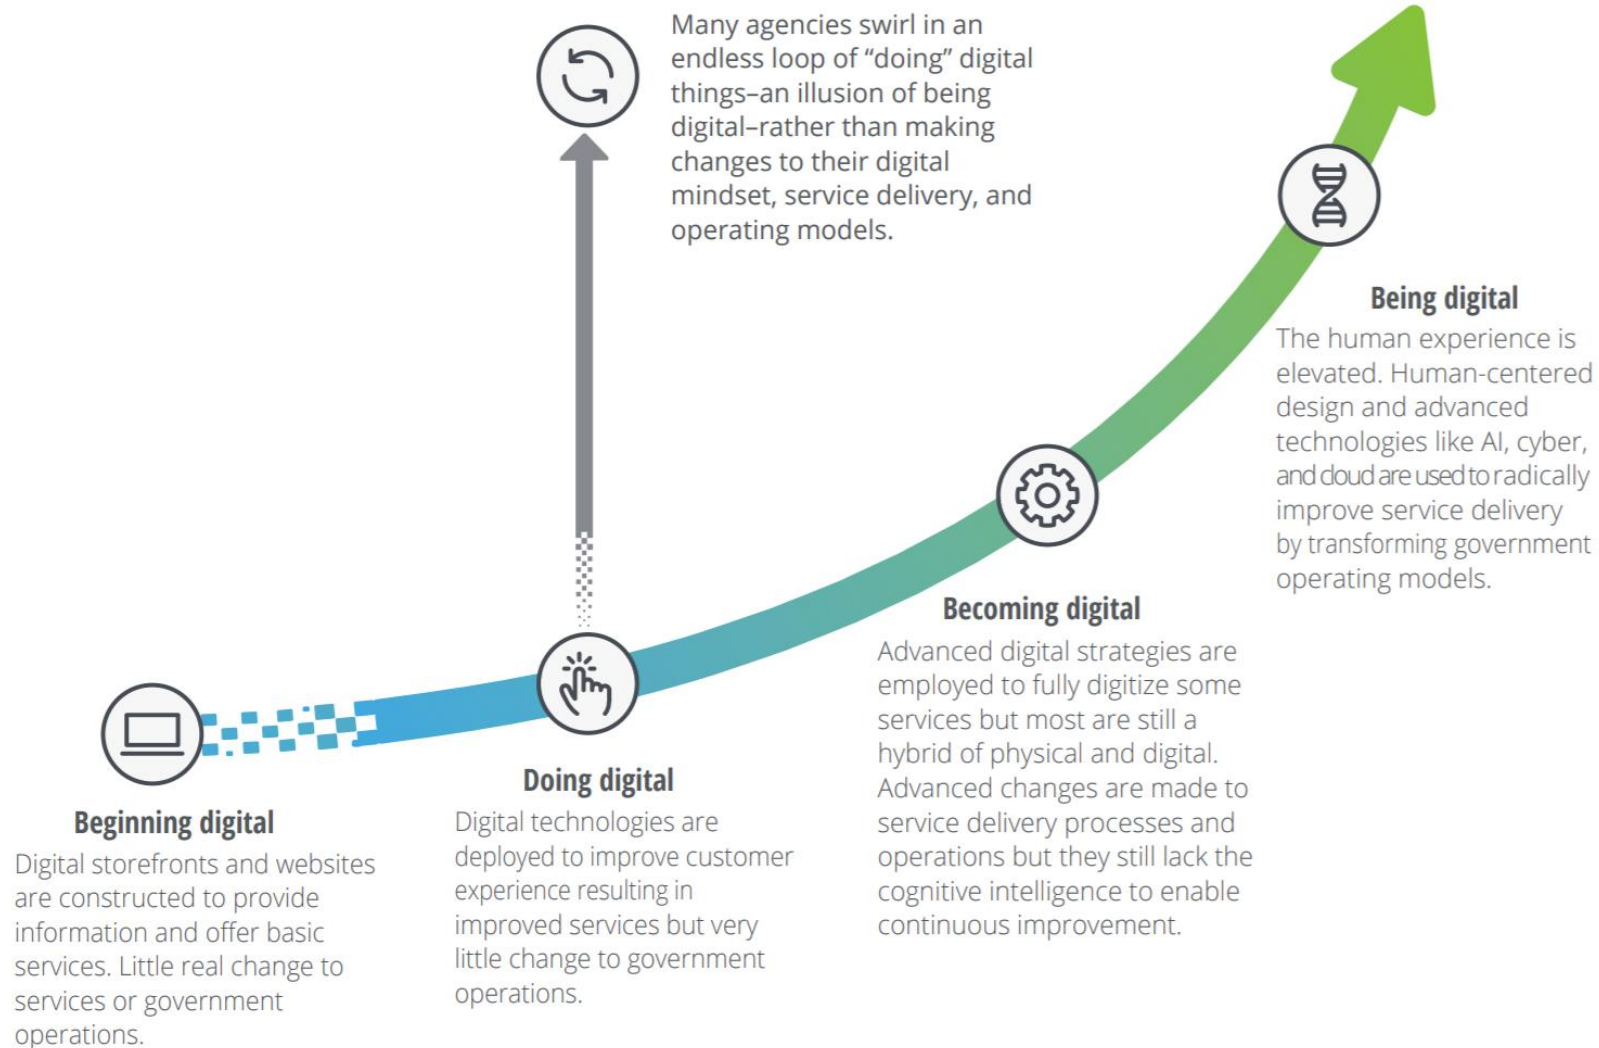 Many agencies swirl in an
endless loop of “doing” digital
things–an illusion of being
digital–rather than making
changes to their digital
mindset, service delivery, and
operating models.
Being digital
The human experience is
elevated. Human-centered
design and advanced
technologies like AI, cyber,
and cloud are used to radically
improve service delivery
by transforming government
operating models.
Becoming digital
Advanced digital strategies are
employed to fully digitize some
services but most are still a
hybrid of physical and digital.
Advanced changes are made to
service delivery processes and
operations but they still lack the
cognitive intelligence to enable
continuous improvement.
Doing digital
Digital technologies are
deployed to improve customer
experience resulting in
improved services but very
little change to government
operations.
Beginning digital
Digital storefronts and websites
are constructed to provide
information and offer basic
services. Little real change to
services or government
operations.